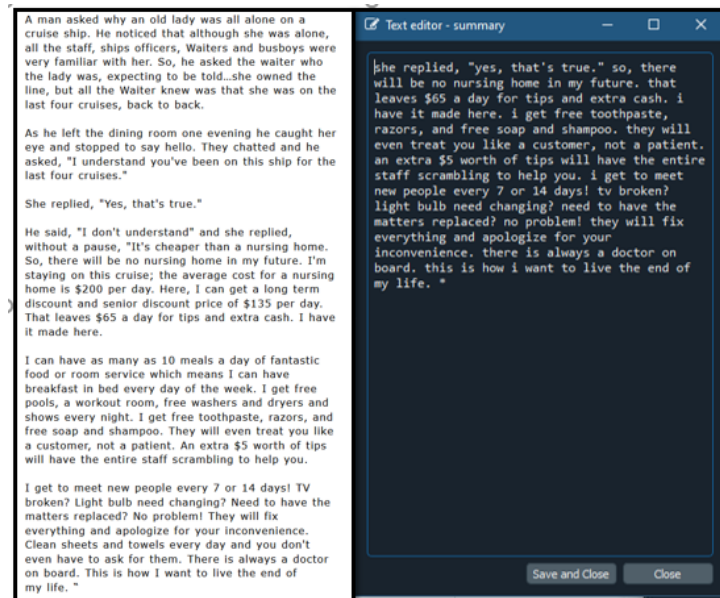 A man asked why an old lady was all alone on a
cruise ship. He noticed that although she was alone,
all the staff, ships officers, Waiters and busboys were
very familiar with her. So, he asked the waiter who
the lady was, expecting to be told...she owned the
line, but all the Waiter knew was that she was on the
last four cruises, back to back.
As he left the dining room one evening he caught her
eye and stopped to say hello. They chatted and he
asked, "I understand you've been on this ship for the
last four cruises."
She replied, "Yes, that's true."
He said, "I don't understand" and she replied,
without a pause, "It's cheaper than a nursing home.
So, there will be no nursing home in my future. I'm
staying on this cruise; the average cost for a nursing
home is $200 per day. Here, I can get a long term
discount and senior discount price of $135 per day.
That leaves $65 a day for tips and extra cash. I have
it made here.
I can have as many as 10 meals a day of fantastic
food or room service which means I can have
breakfast in bed every day of the week. I get free
pools, a workout room, free washers and dryers and
shows every night. I get free toothpaste, razors, and
free soap and shampoo. They will even treat you like
a customer, not a patient. An extra $5 worth of tips
will have the entire staff scrambling to help you.
I get to meet new people every 7 or 14 days! TV
broken? Light bulb need changing? Need to have the
matters replaced? No problem! They will fix
everything and apologize for your inconvenience.
Clean sheets and towels every day and you don't
even have to ask for them. There is always a doctor
on board. This is how I want to live the end of
my life. "
Text editor - summary
she replied, "yes, that's true." so, there
will be no nursing home in my future. that
leaves $65 a day for tips and extra cash. i
have it made here. i get free toothpaste,
razors, and free soap and shampoo. they will
even treat you like a customer, not a patient.
an extra $5 worth of tips will have the entire
staff scrambling to help you. i get to meet
new people every 7 or 14 days! tv broken?
light bulb need changing? need to have the
matters replaced? no problem! they will fix
everything and apologize for your
inconvenience. there is always a doctor on
board. this is how i want to live the end of
my life. "
Save and Close
Close